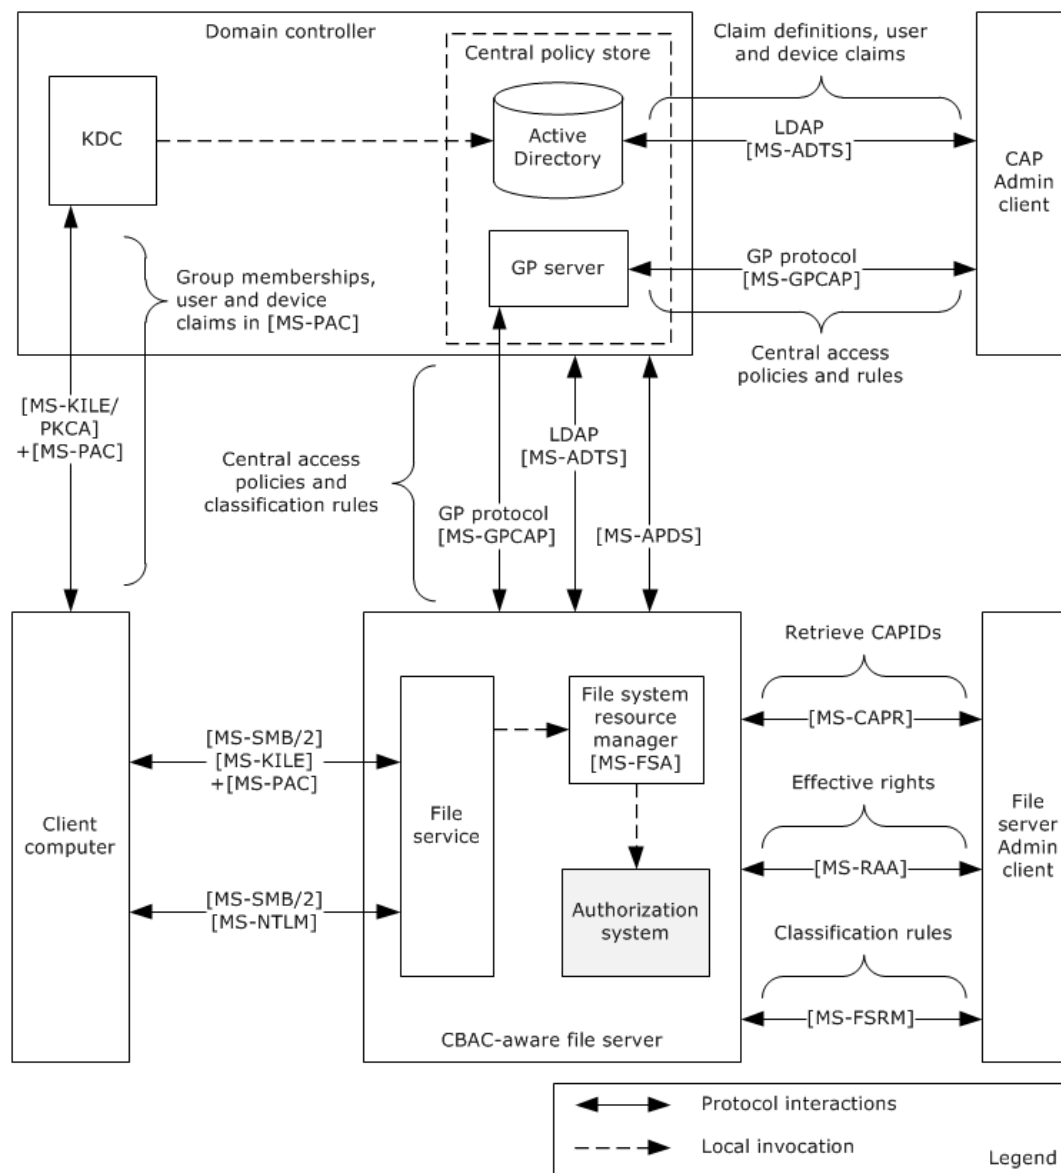 Domain controller
Central policy store
KDC
Active
Directory
GP server
Claim definitions, user
and device claims
LDAP
[MS-ADTS]
GP protocol
[MS-GPCAP]
Central access
policies and rules
CAP
Admin
client
Group memberships,
user and device
claims in [MS-PAC]
[MS-KILE/
PKCA]
+[MS-PAC]
Central access
policies and
classification rules
GP protocol
[MS-GPCAP]
LDAP
[MS-ADTS]
[MS-APDS]
Client
computer
[MS-SMB/2]
[MS-KILE]
+[MS-PAC]
[MS-SMB/2]
[MS-NTLM]
File
service
File system
resource
manager
[MS-FSA]
Authorization
system
CBAC-aware file server
Retrieve CAPIDs
[MS-CAPR]
Effective rights
[MS-RAA]
Classification rules
[MS-FSRM]
File
server
Admin
client
Protocol interactions
Local invocation
Legend